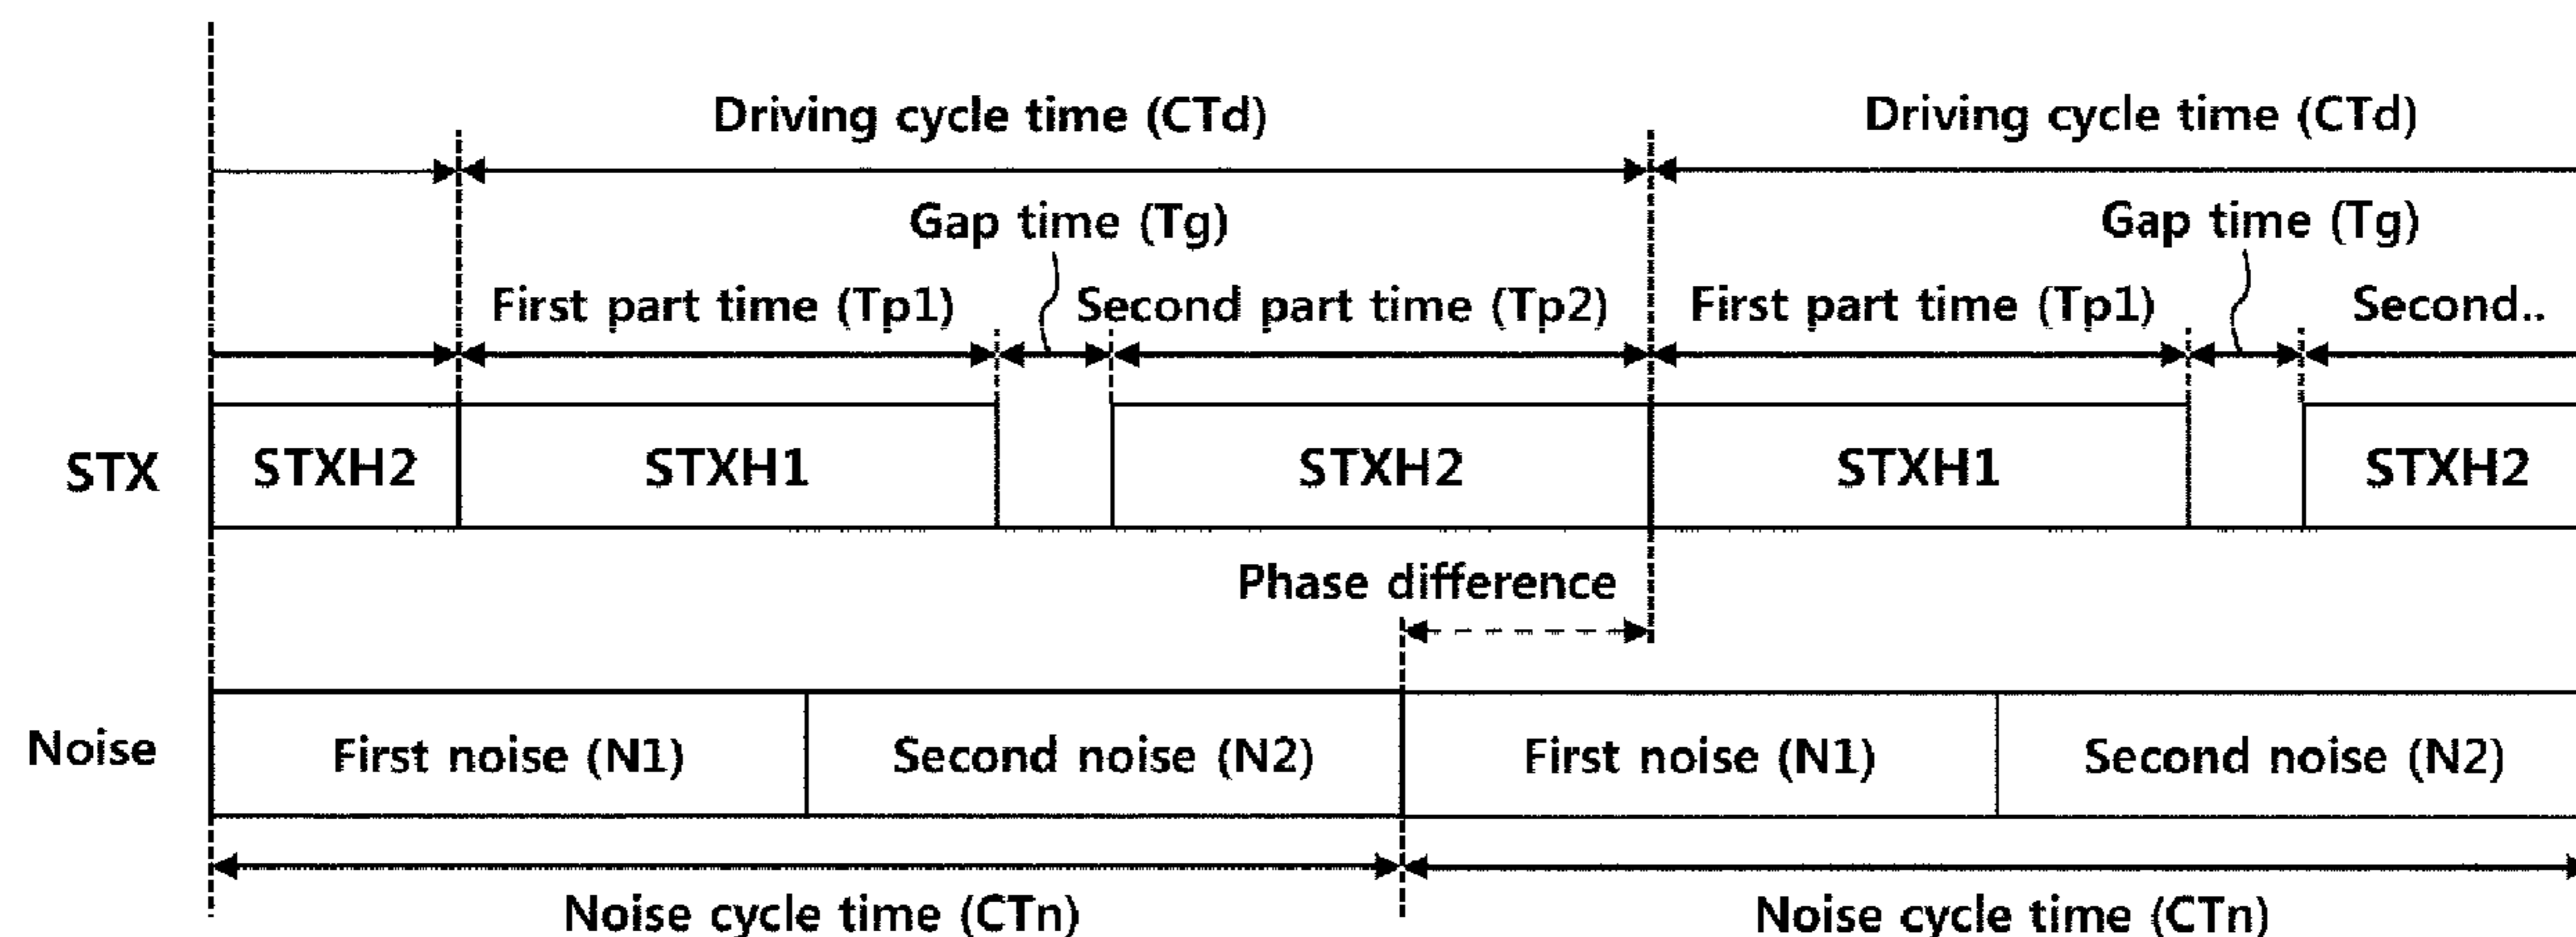 Driving cycle time (CTd) Driving cycle time (CTd)
Gap time (Tg) Gap time (Tg)
First part time (Tp1) Second part time (Tp2) First part time (Tp1) Second..
STX STXH2 STXH1 STXH2 STXH1 STXH2
Phase difference
Noise First noise (N1) Second noise (N2) First noise (N1) Second noise (N2)
Noise cycle time (CTn) Noise cycle time (CTn)